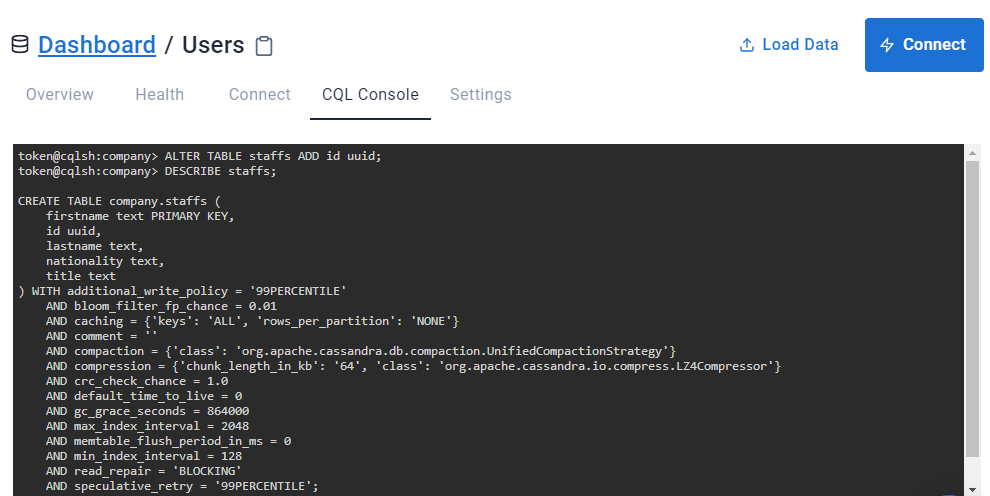 Dashboard / Users
Load Data
Connect
Overview Health Connect CQL Console Settings
token@cqlsh:company> ALTER TABLE staffs ADD id uuid;
token@cqlsh:company> DESCRIBE staffs;
CREATE TABLE company.staffs (
    firstname text PRIMARY KEY,
    id uuid,
    lastname text,
    nationality text,
    title text
) WITH additional_write_policy = '99PERCENTILE'
    AND bloom_filter_fp_chance = 0.01
    AND caching = {'keys': 'ALL', 'rows_per_partition': 'NONE'}
    AND comment = ''
    AND compaction = {'class': 'org.apache.cassandra.db.compaction.UnifiedCompactionStrategy'}
    AND compression = {'chunk_length_in_kb': '64', 'class': 'org.apache.cassandra.io.compress.LZ4Compressor'}
    AND crc_check_chance = 1.0
    AND default_time_to_live = 0
    AND gc_grace_seconds = 864000
    AND max_index_interval = 2048
    AND memtable_flush_period_in_ms = 0
    AND min_index_interval = 128
    AND read_repair = 'BLOCKING'
    AND speculative_retry = '99PERCENTILE';